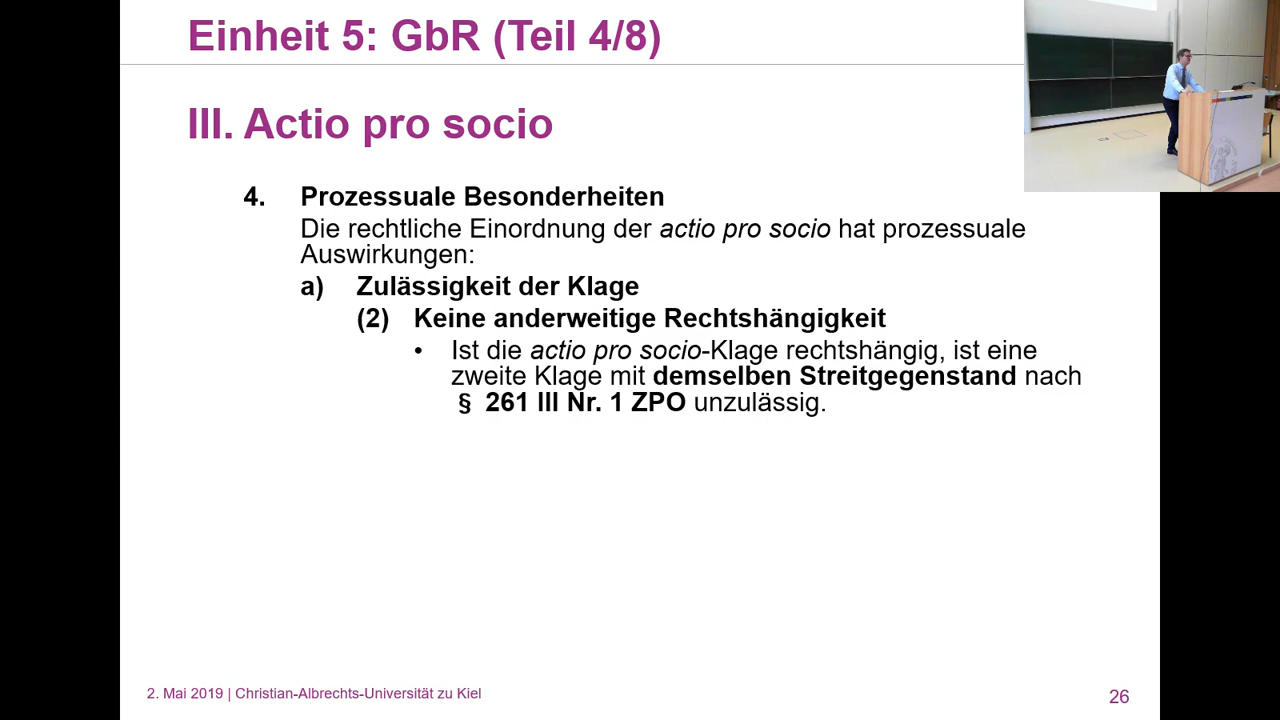 Einheit 5: GbR (Teil 4/8)
III. Actio pro socio
4. Prozessuale Besonderheiten
Die rechtliche Einordnung der actio pro socio hat prozessuale
Auswirkungen:
a) Zulässigkeit der Klage
(2) Keine anderweitige Rechtshängigkeit
• Ist die actio pro socio-Klage rechtshängig, ist eine
zweite Klage mit demselben Streitgegenstand nach
§ 261 III Nr. 1 ZPO unzulässig.
2. Mai 2019 | Christian-Albrechts-Universität zu Kiel
26